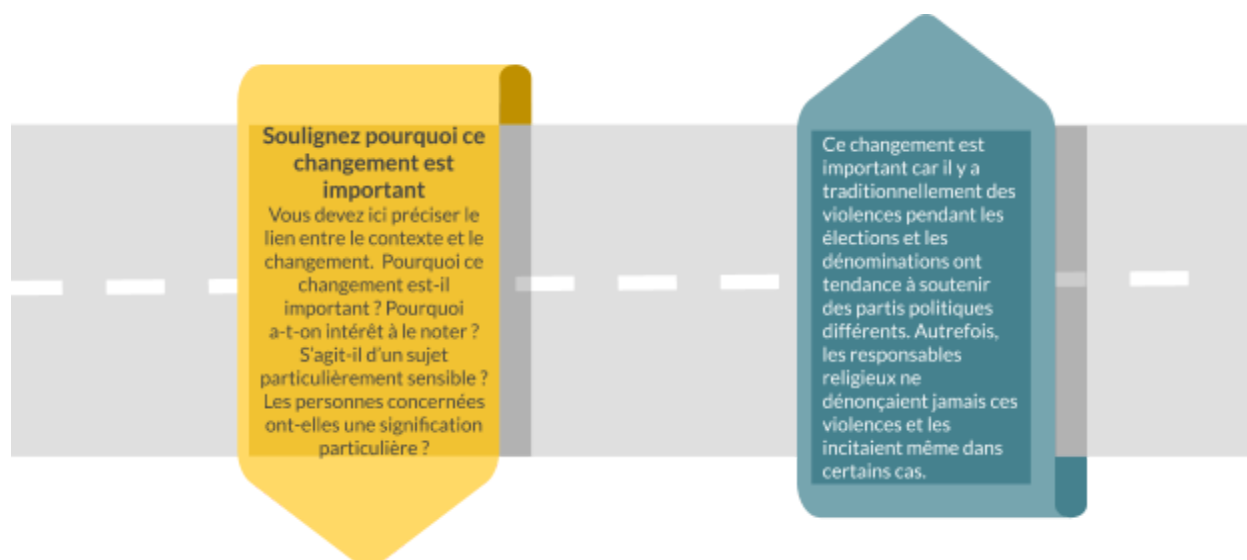 Soulignez pourquoi ce
changement est
important
Vous devez ici préciser le
lien entre le contexte et le
changement. Pourquoi ce
changement est-il
important ? Pourquoi
a-t-on intérêt à le noter ?
S'agit-il d'un sujet
particulièrement sensible ?
Les personnes concernées
ont-elles une signification
particulière ?
Ce changement est
important car il y a
traditionnellement des
violences pendant les
élections et les
dénominations ont
tendance à soutenir
des partis politiques
différents. Autrefois,
les responsables
religieux ne
dénonçaient jamais ces
violences et les
incitaient même dans
certains cas.